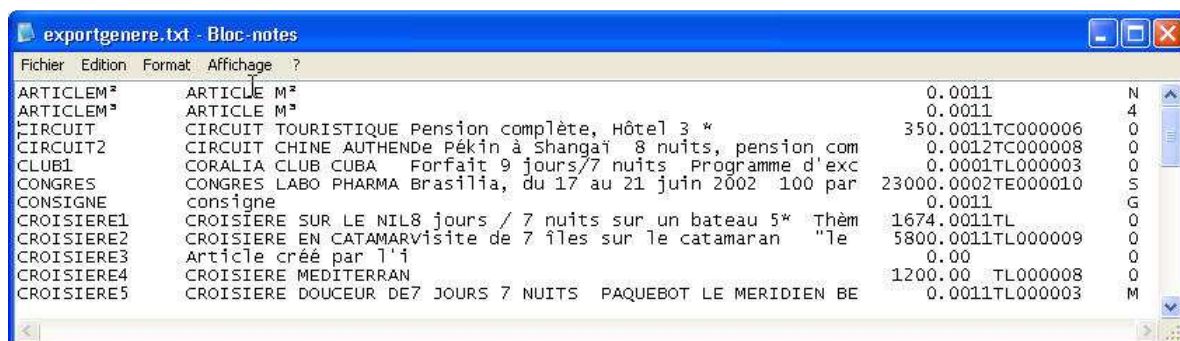 exportgenere.txt - Bloc-notes
Fichier Edition Format Affichage ?
ARTICLEM² ARTICLE M² 0.0011 N
ARTICLEM³ ARTICLE M³ 0.0011 4
CIRCUIT CIRCUIT TOURISTIQUE Pension complète, Hôtel 3 * 350.0011TC000006 0
CIRCUIT2 CIRCUIT CHINE AUTHENDe Pékin à Shangaï 8 nuits, pension com 0.0012TC000008 0
CLUB1 CORALIA CLUB CUBA Forfait 9 jours/7 nuits Programme d'exc 0.0001TL000003 0
CONGRES CONGRES LABO PHARMA Brasilia, du 17 au 21 juin 2002 100 par 23000.0002TE000010 S
CONSIGNE consigne 0.0011 G
CROISIERE1 CROISIERE SUR LE NIL8 jours / 7 nuits sur un bateau 5* Thèm 1674.0011TL 0
CROISIERE2 CROISIERE EN CATAMARVisite de 7 îles sur le catamaran "le 5800.0011TL000009 0
CROISIERE3 Article créé par l'i 0.00 0
CROISIERE4 CROISIERE MEDITERRAN 1200.00 TL000008 0
CROISIERE5 CROISIERE DOUCEUR DE7 JOURS 7 NUITS PAQUEBOT LE MERIDIEN BE 0.0011TL000003 M